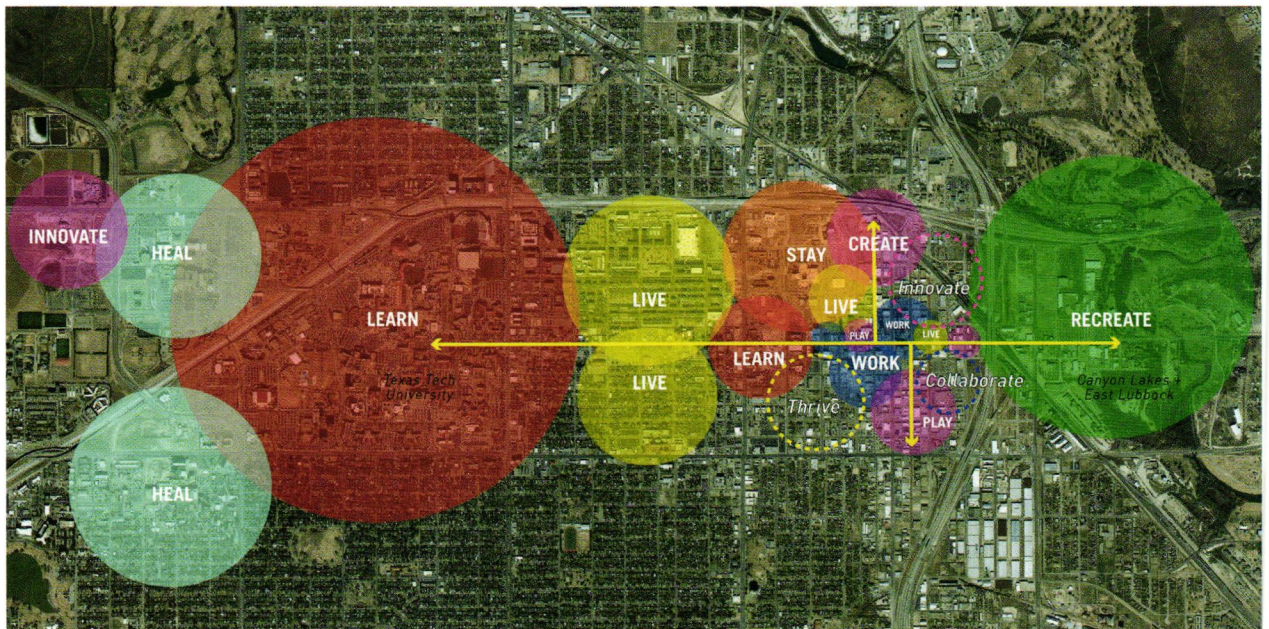 INNOVATE
HEAL
HEAL
LEARN
Texas Tech
University
LIVE
LIVE
STAY
CREATE
Innovate
LIVE
PLAY
WORK
LIVE
LEARN
WORK
Thrive
Collaborate
PLAY
RECREATE
Canyon Lakes +
East Lubbock